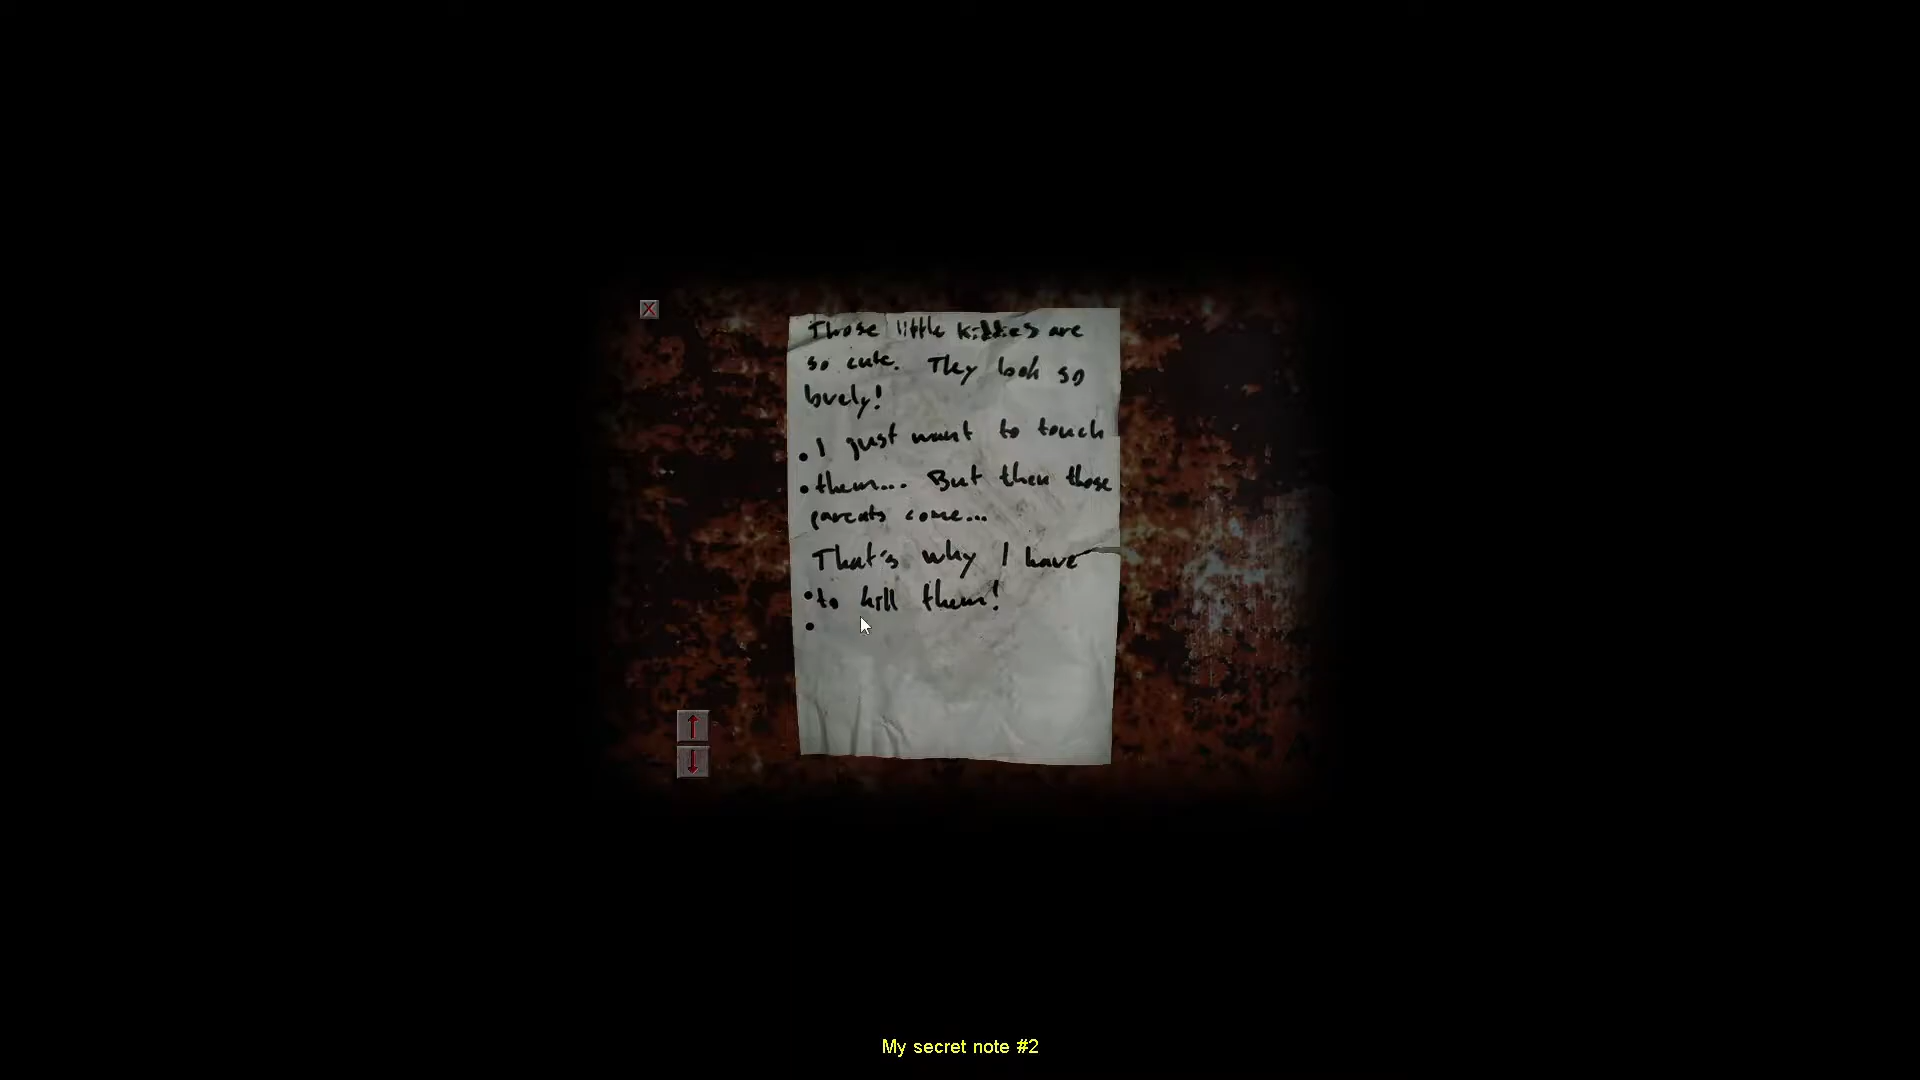 Those little kiddies are
so cute. They look so
lovely!
I just want to touch
them... But then those
parents come...
That's why I have
to kill them!
My secret note #2